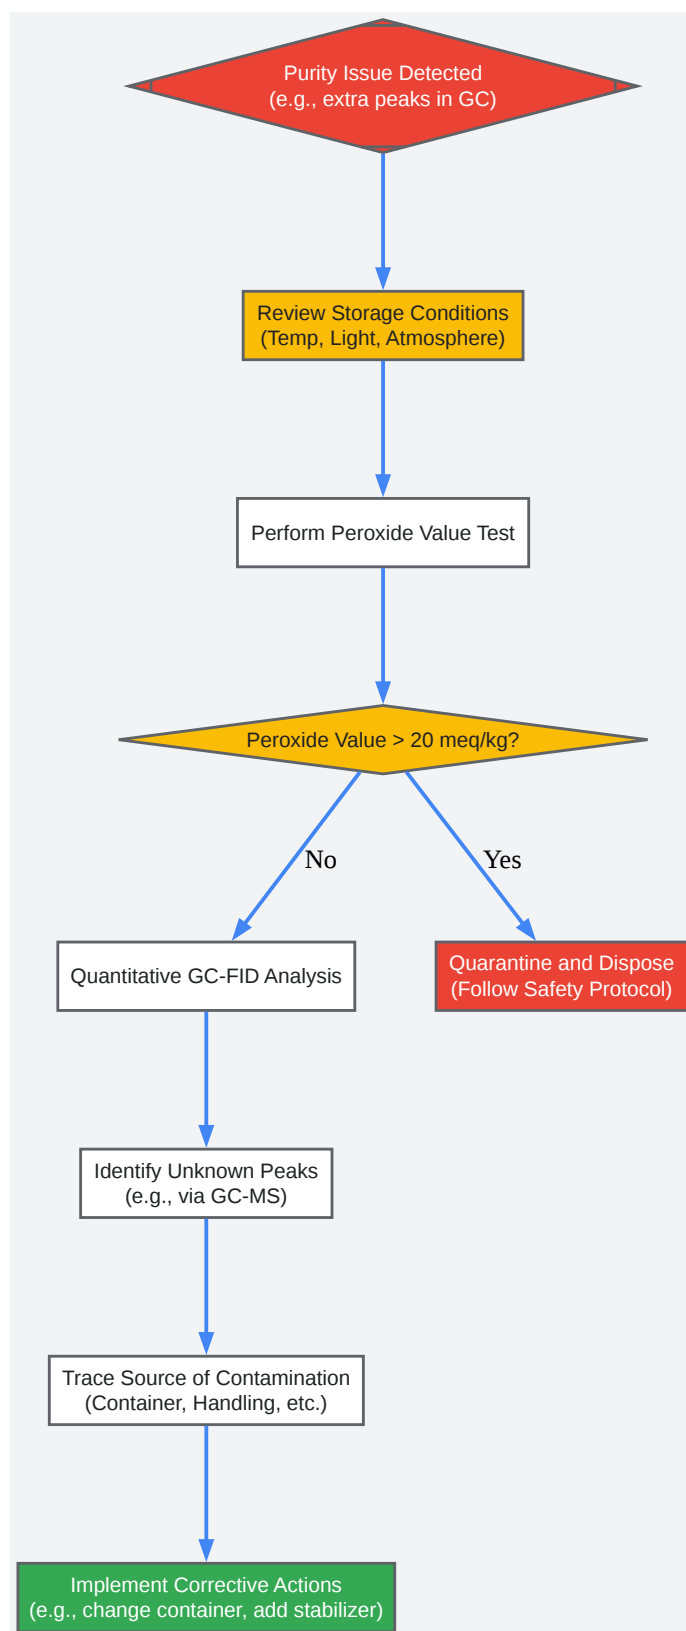 Purity Issue Detected
(e.g., extra peaks in GC)
Review Storage Conditions
(Temp, Light, Atmosphere)
Perform Peroxide Value Test
Peroxide Value > 20 meq/kg?
No
Yes
Quantitative GC-FID Analysis
Quarantine and Dispose
(Follow Safety Protocol)
Identify Unknown Peaks
(e.g., via GC-MS)
Trace Source of Contamination
(Container, Handling, etc.)
Implement Corrective Actions
(e.g., change container, add stabilizer)